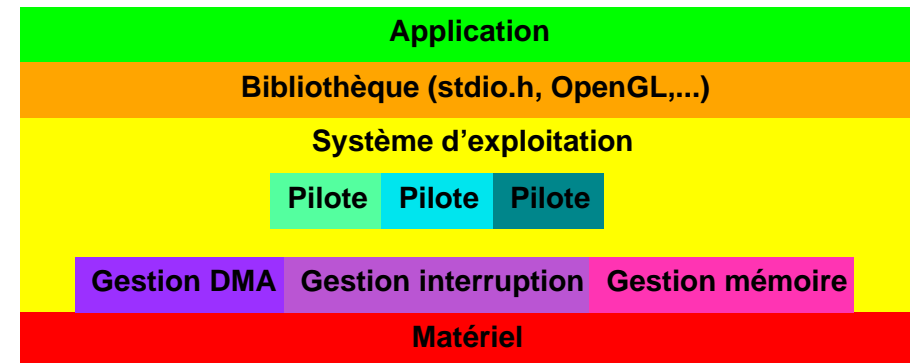 Application
Bibliothèque (stdio.h, OpenGL,...)
Système d’exploitation
Pilote Pilote Pilote
Gestion DMA Gestion interruption Gestion mémoire
Matériel